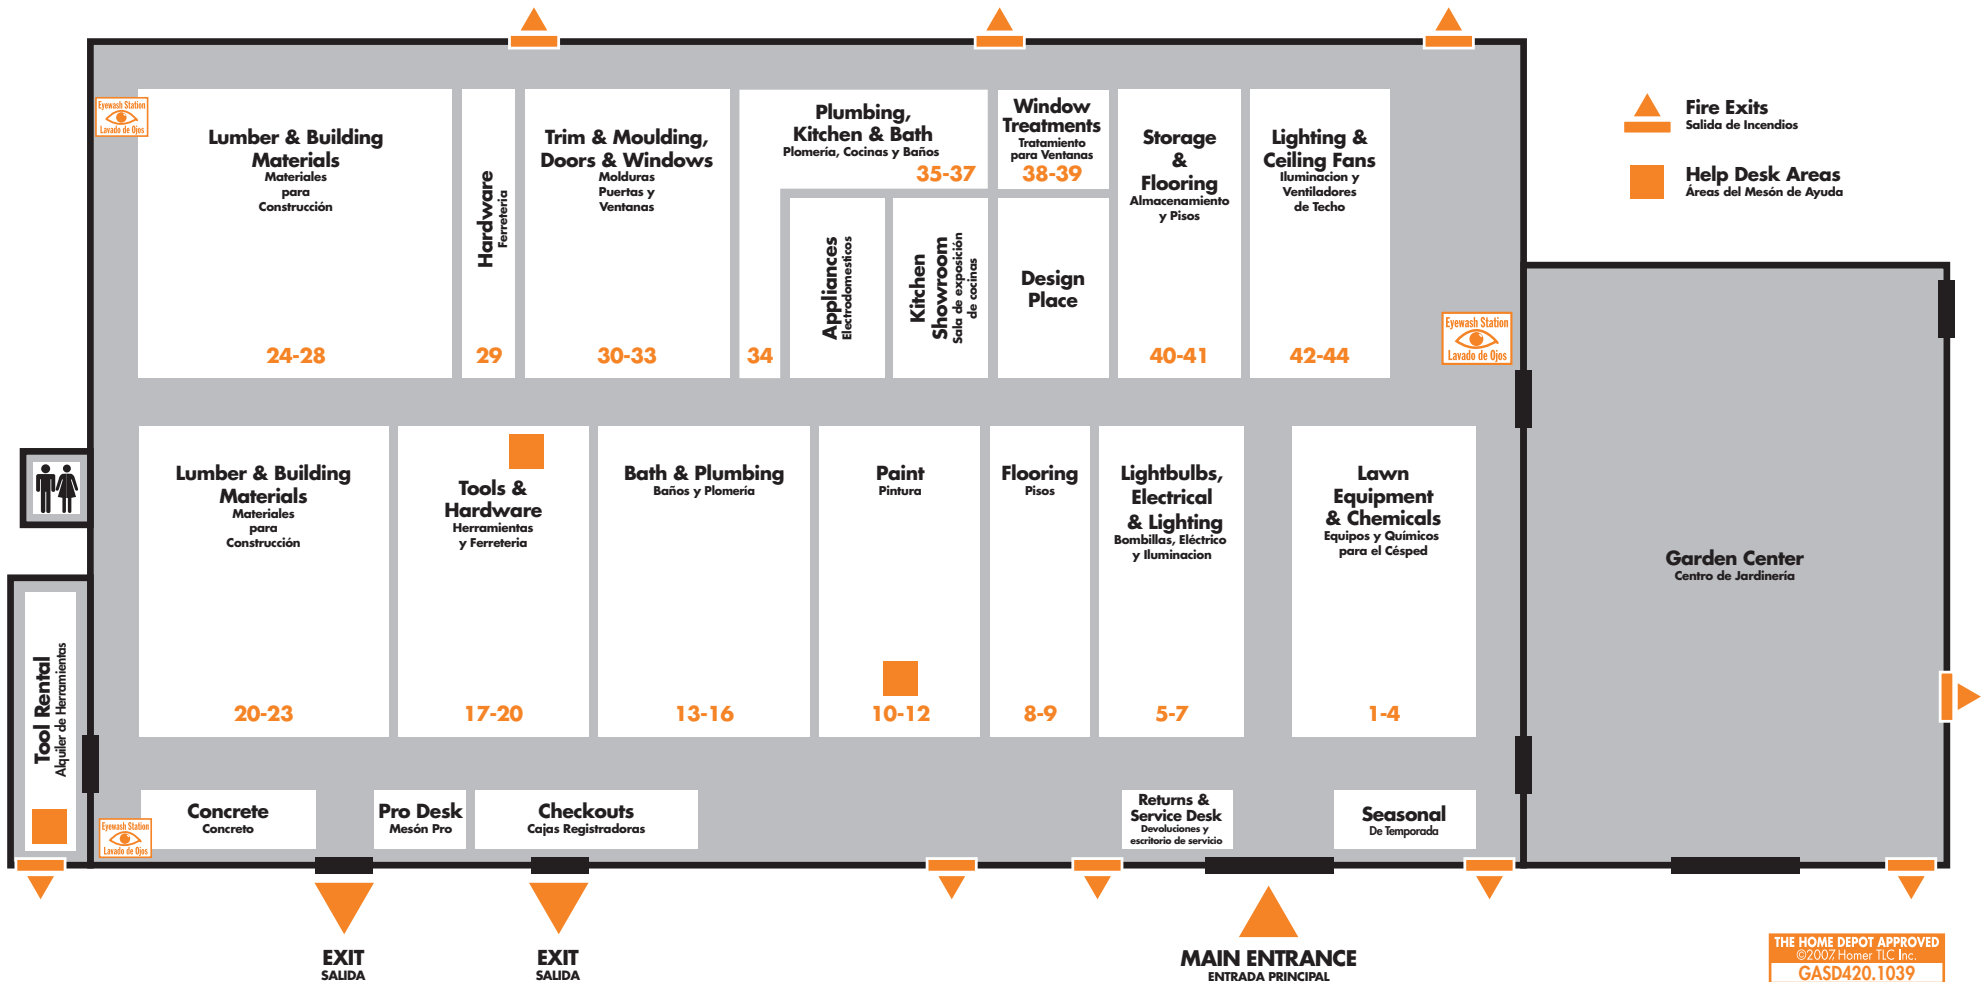 Eyewash Station
Lavado de Ojos
Lumber & Building
Materials
Materiales
para
Construcción
24-28
Hardware
Ferreteria
29
Trim & Moulding,
Doors & Windows
Molduras
Puertas y
Ventanas
30-33
Plumbing,
Kitchen & Bath
Plomería, Cocinas y Baños
35-37
34
Appliances
Electrodomesticos
Kitchen
Showroom
Sala de exposición
de cocinas
Window
Treatments
Tratamiento
para Ventanas
38-39
Design
Place
Storage
&
Flooring
Almacenamiento
y Pisos
40-41
Lighting &
Ceiling Fans
Iluminacion y
Ventiladores
de Techo
42-44
Eyewash Station
Lavado de Ojos
Fire Exits
Salida de Incendios
Help Desk Areas
Áreas del Mesón de Ayuda
Lumber & Building
Materials
Materiales
para
Construcción
20-23
Tools &
Hardware
Herramientas
y Ferreteria
17-20
Bath & Plumbing
Baños y Plomería
13-16
Paint
Pintura
10-12
Flooring
Pisos
8-9
Lightbulbs,
Electrical
& Lighting
Bombillas, Eléctrico
y Iluminacion
5-7
Lawn
Equipment
& Chemicals
Equipos y Químicos
para el Césped
1-4
Garden Center
Centro de Jardinería
Tool Rental
Alquiler de Herramientas
Eyewash Station
Lavado de Ojos
Concrete
Concreto
Pro Desk
Mesón Pro
Checkouts
Cajas Registradoras
Returns &
Service Desk
Devoluciones y
escritorio de servicio
Seasonal
De Temporada
EXIT
SALIDA
EXIT
SALIDA
MAIN ENTRANCE
ENTRADA PRINCIPAL
THE HOME DEPOT APPROVED
©2007, Homer TLC Inc.
GASD420.1039